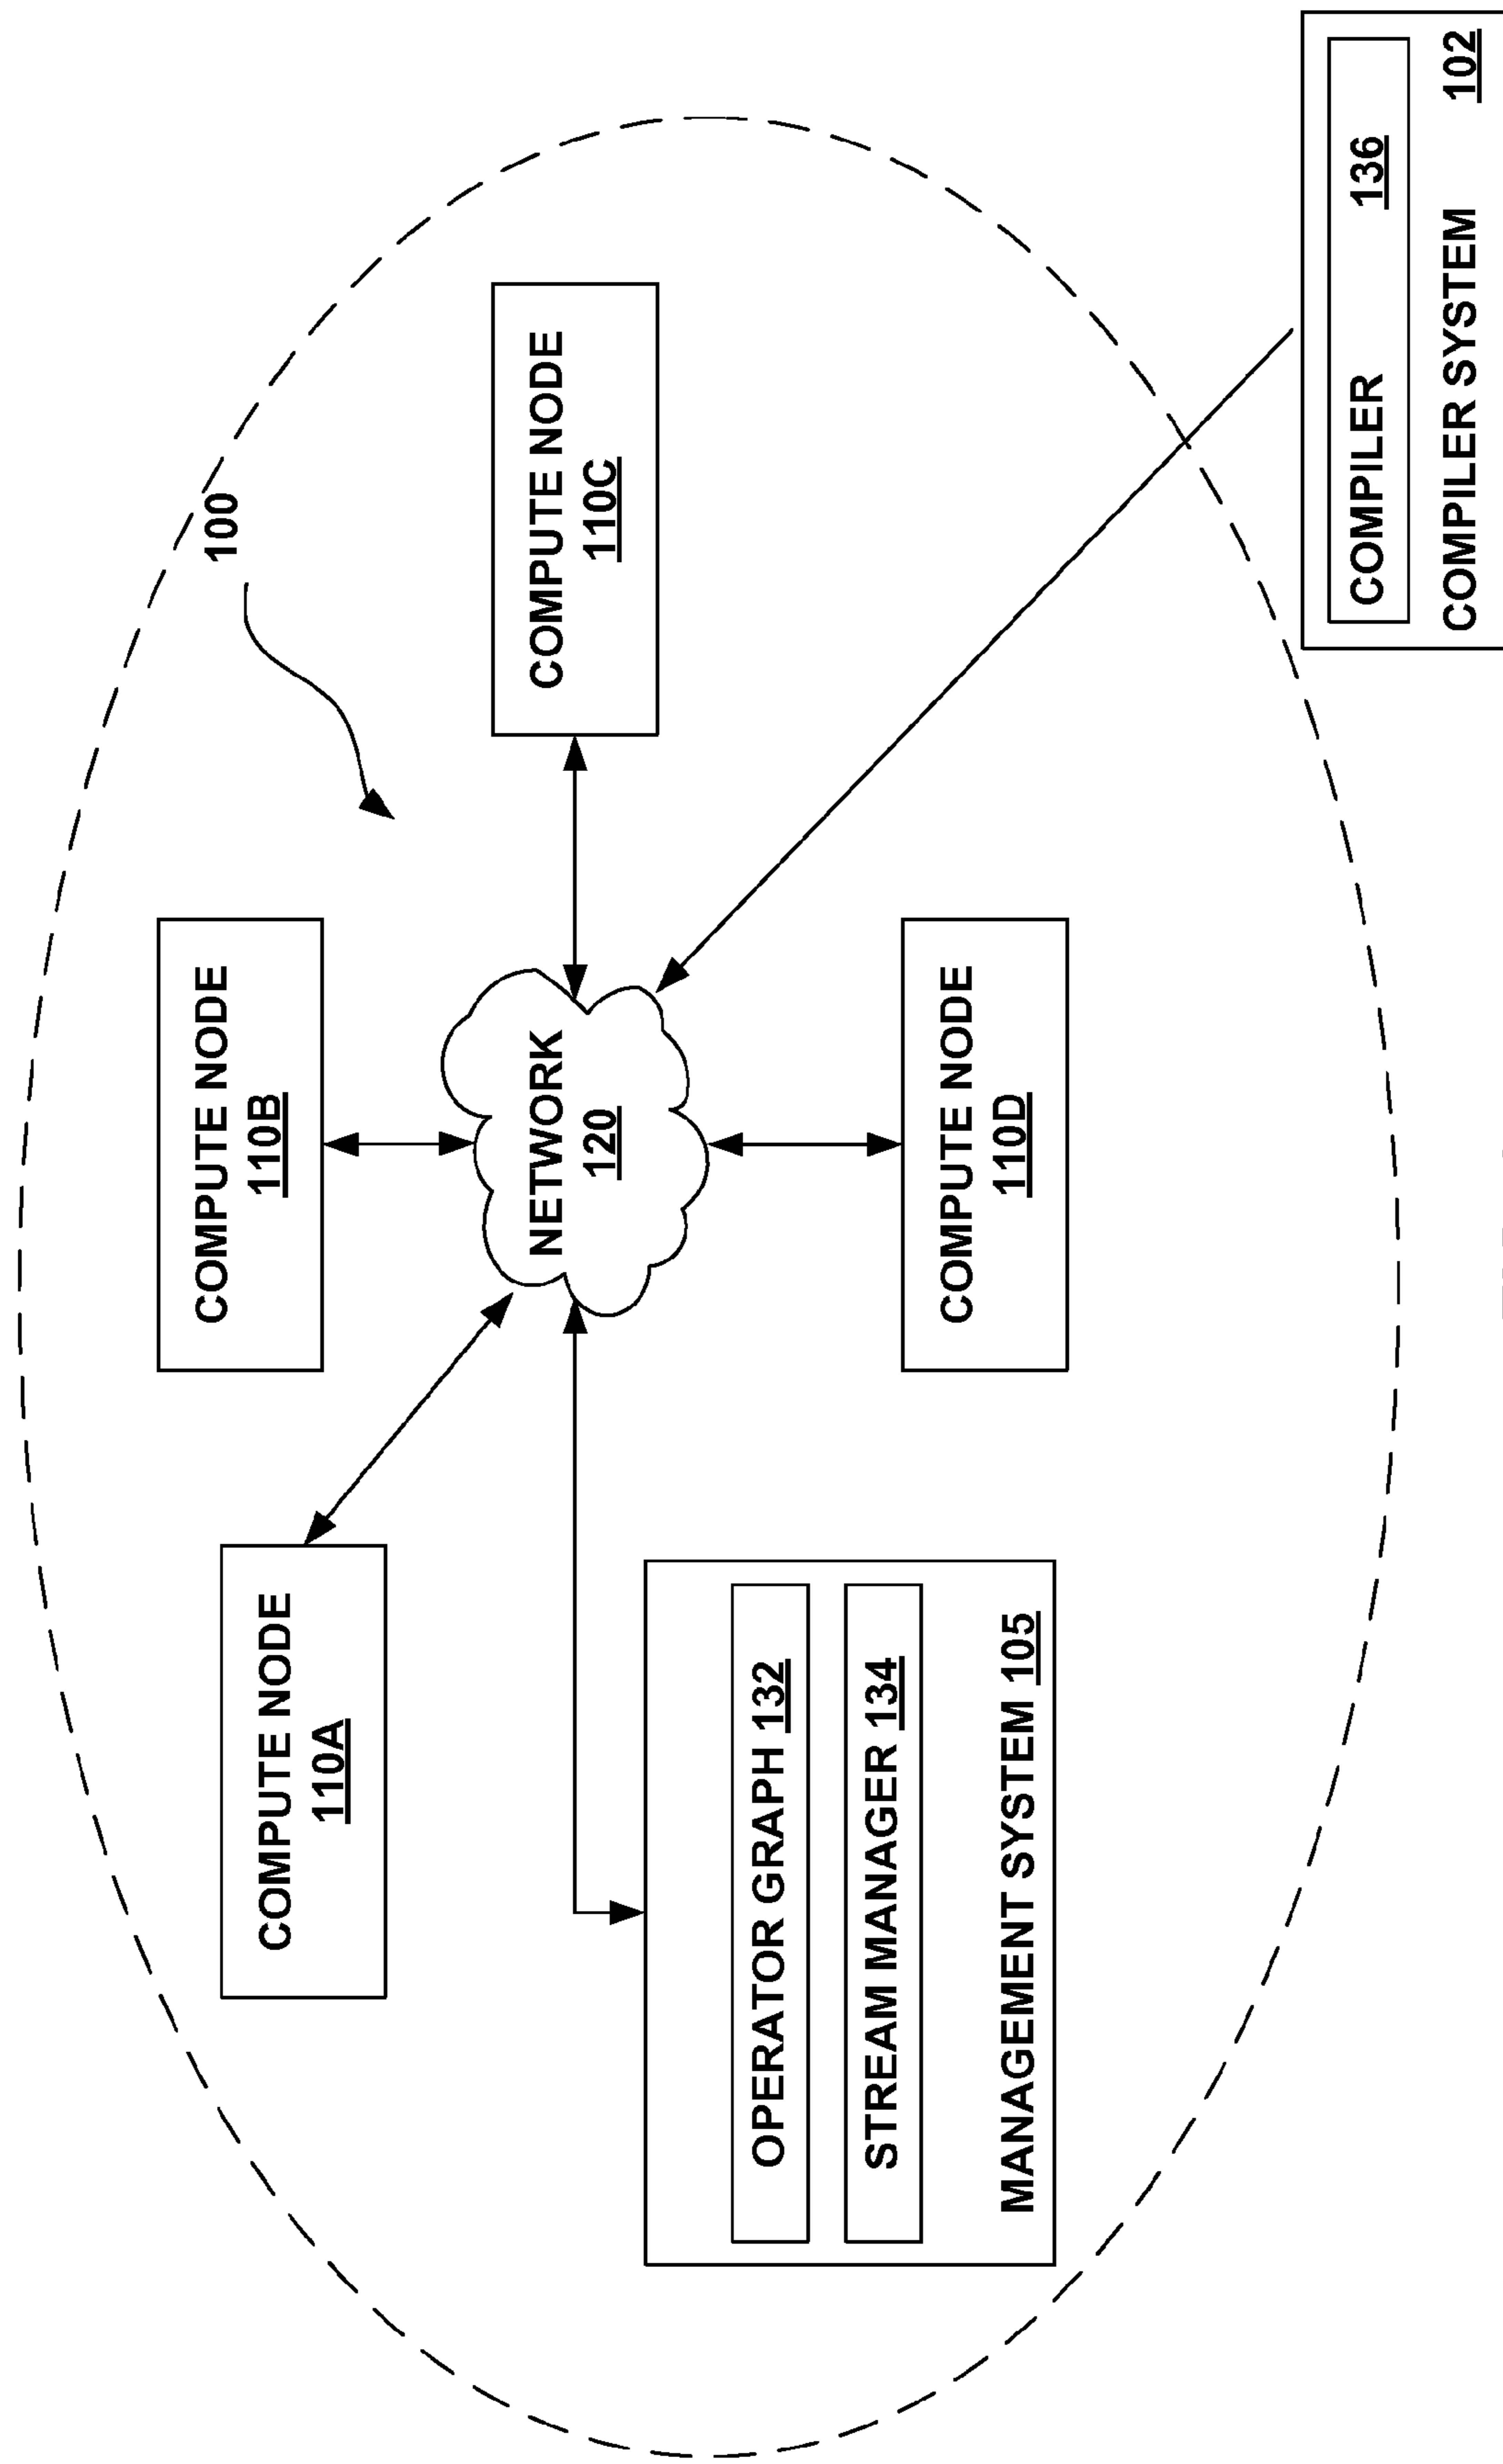 100
COMPUTE NODE
110A
COMPUTE NODE
110B
COMPUTE NODE
110C
NETWORK
120
COMPUTE NODE
110D
OPERATOR GRAPH 132
STREAM MANAGER 134
MANAGEMENT SYSTEM 105
COMPILER 136
COMPILER SYSTEM 102